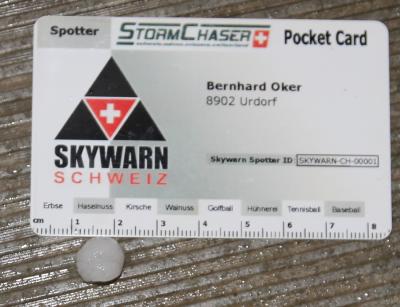 Spotter STORMCHASER Pocket Card
Bernhard Oker
8902 Urdorf
SKYWARN
SCHWEIZ
Skywarn Spotter ID: SKYWARN-CH-00001
Erbse Haselnuss Kirsche Walnuss Golfball Hühnerei Tennisball Baseball
cm 1 2 3 4 5 6 7 8